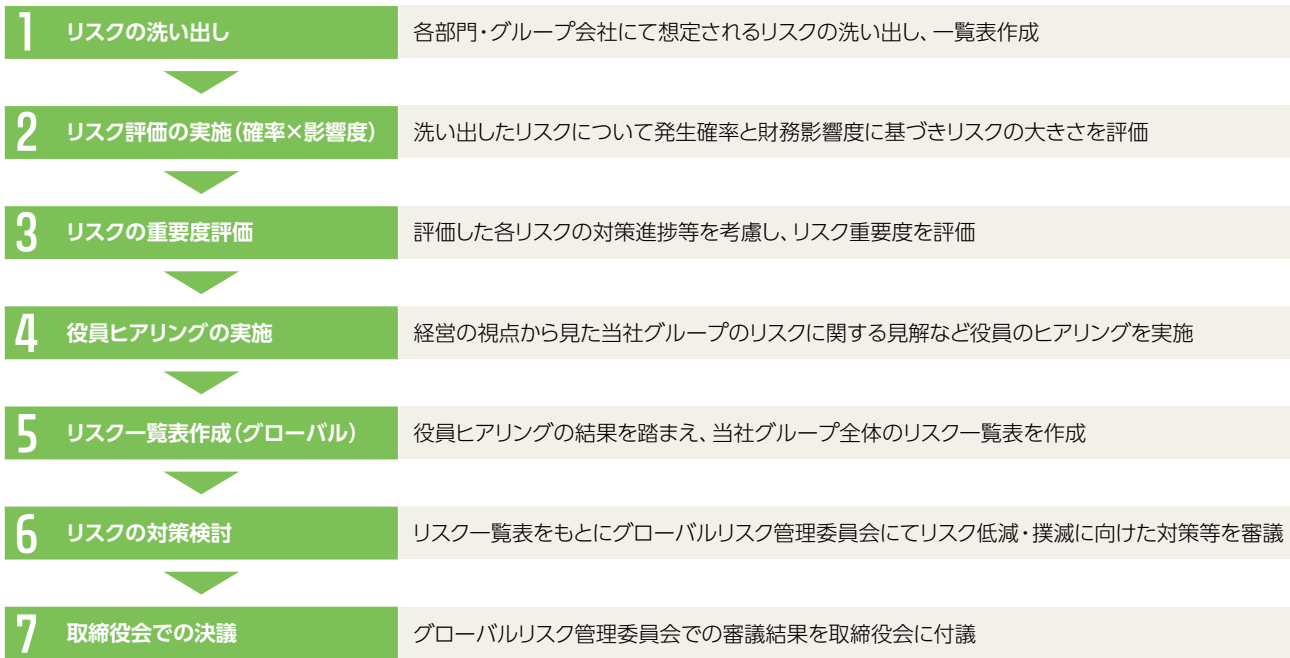 1 リスクの洗い出し 各部門・グループ会社にて想定されるリスクの洗い出し、一覧表作成
2 リスク評価の実施（確率×影響度） 洗い出したリスクについて発生確率と財務影響度に基づきリスクの大きさを評価
3 リスクの重要度評価 評価した各リスクの対策進捗等を考慮し、リスク重要度を評価
4 役員ヒアリングの実施 経営の視点から見た当社グループのリスクに関する見解など役員のヒアリングを実施
5 リスク一覧表作成（グローバル） 役員ヒアリングの結果を踏まえ、当社グループ全体のリスク一覧表を作成
6 リスクの対策検討 リスク一覧表をもとにグローバルリスク管理委員会にてリスク低減・撲滅に向けた対策等を審議
7 取締役会での決議 グローバルリスク管理委員会での審議結果を取締役会に付議